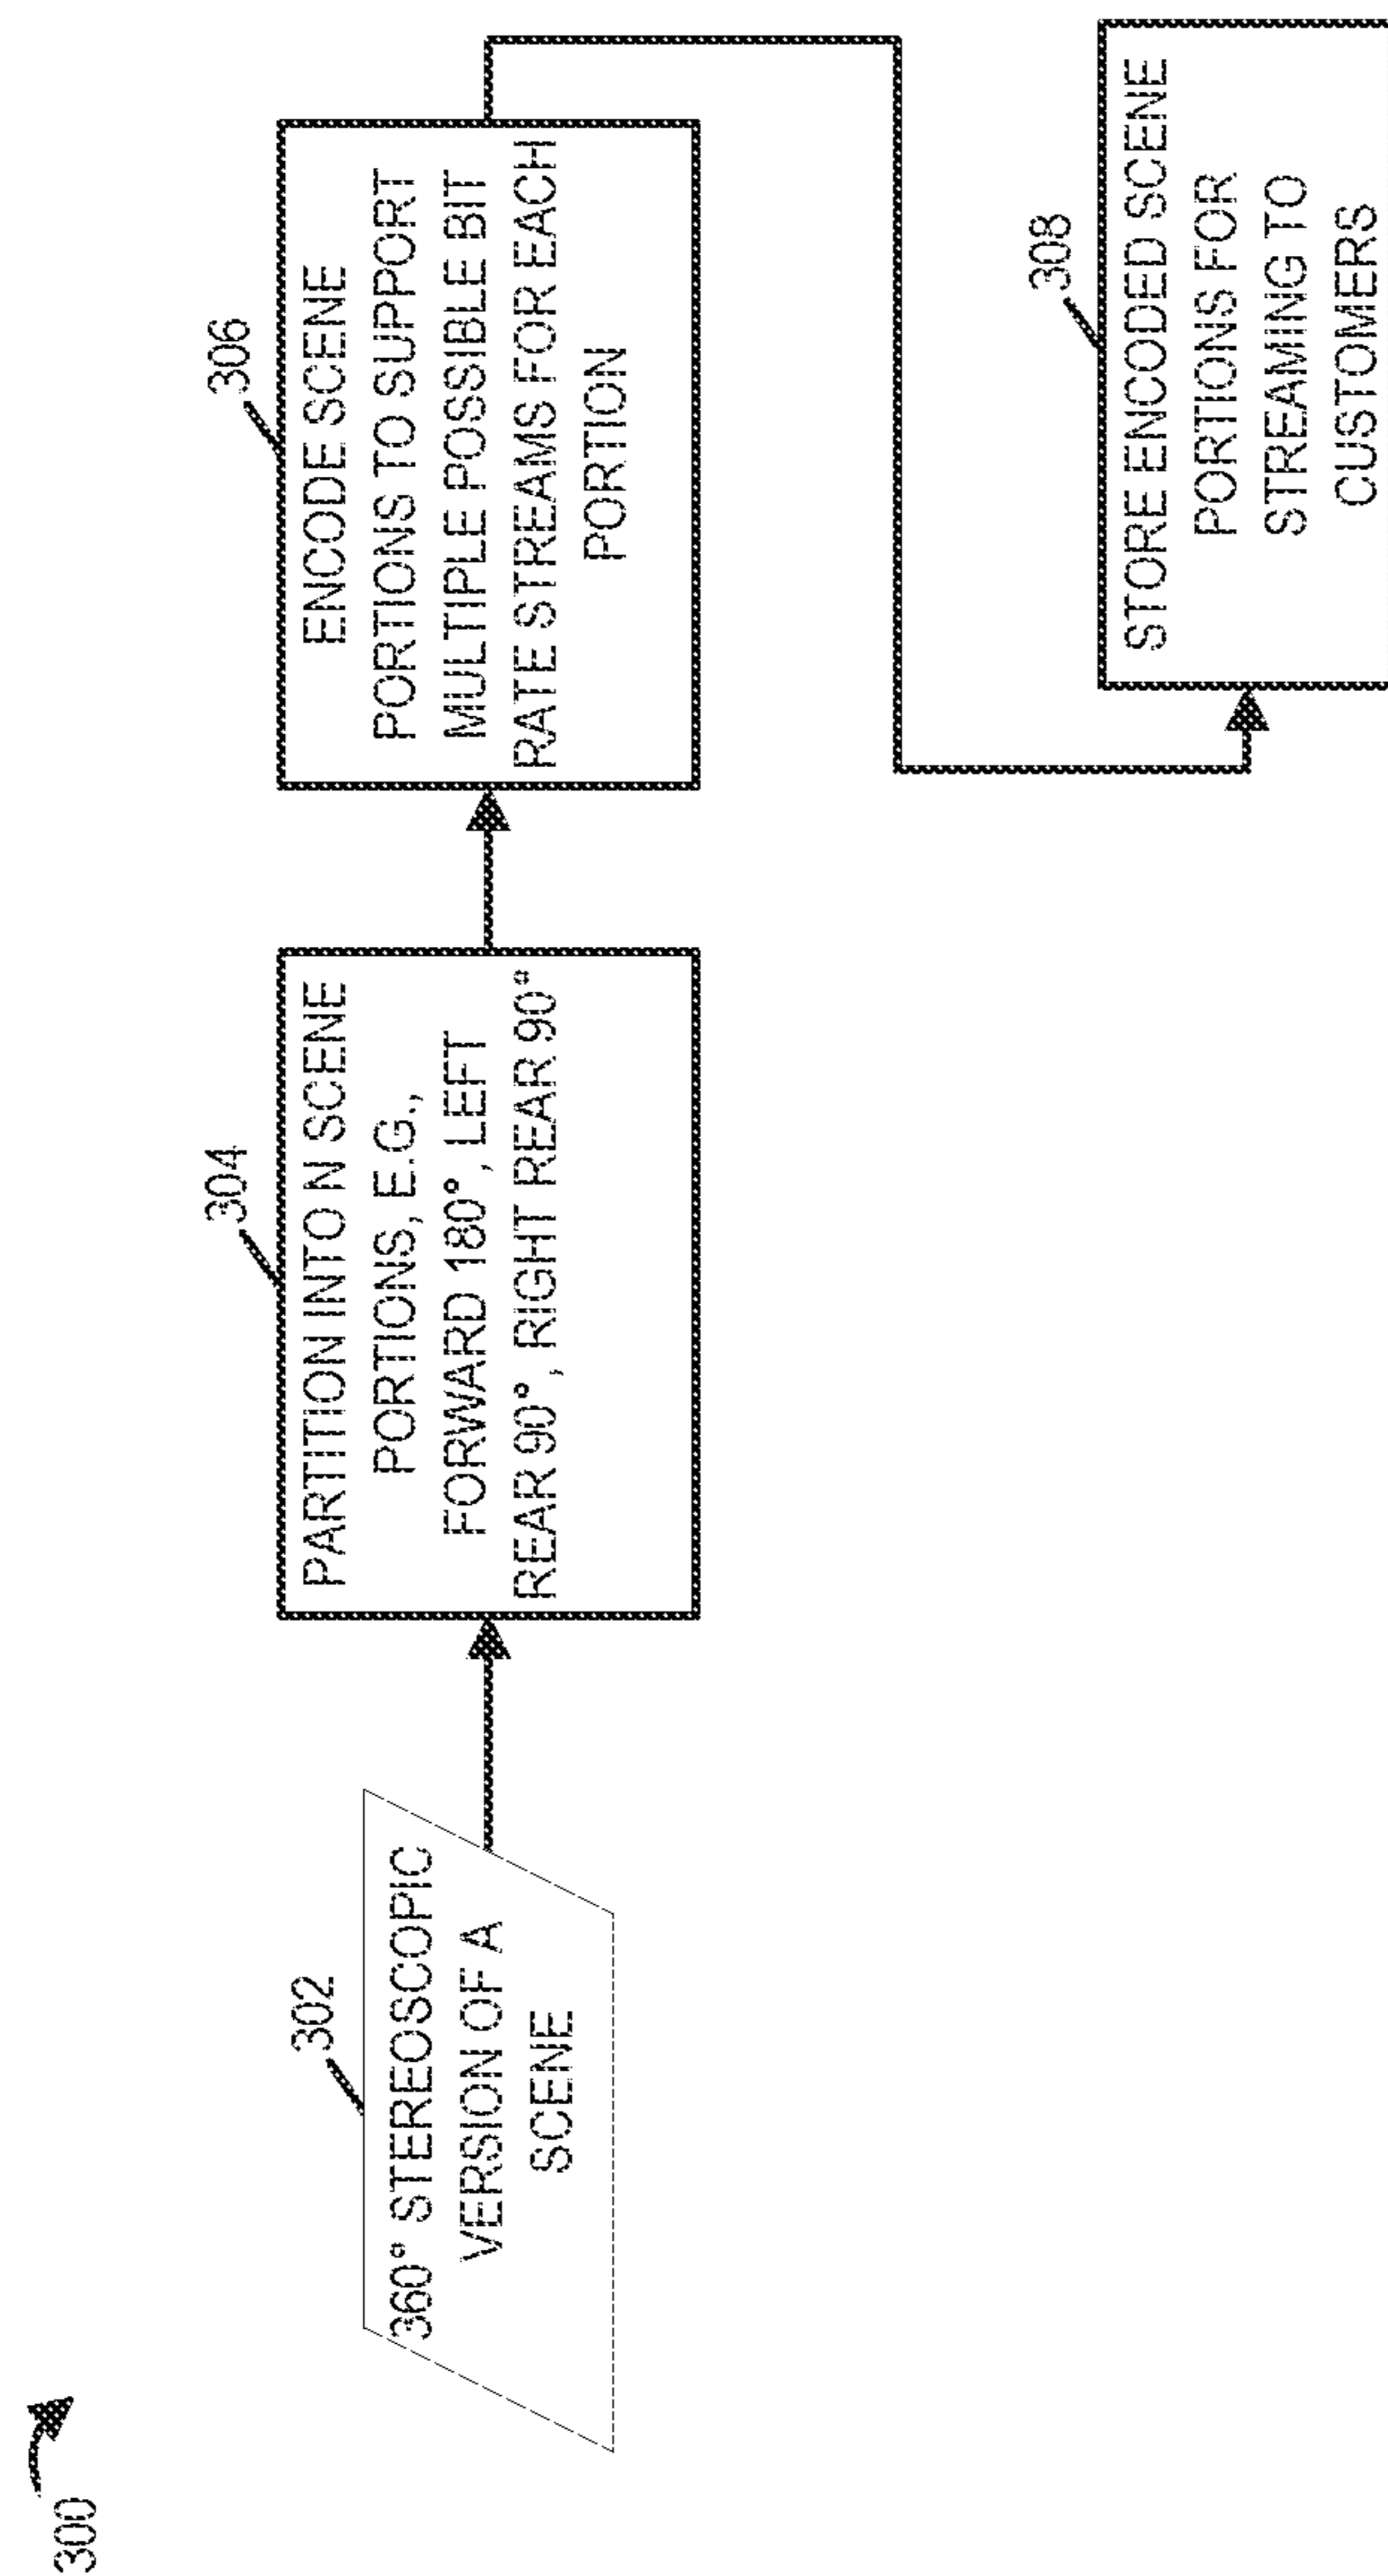 300
302
360° STEREOSCOPIC
VERSION OF A
SCENE
304
PARTITION INTO N SCENE
PORTIONS, E.G.,
FORWARD 180°, LEFT
REAR 90°, RIGHT REAR 90°
306
ENCODE SCENE
PORTIONS TO SUPPORT
MULTIPLE POSSIBLE BIT
RATE STREAMS FOR EACH
PORTION
308
STORE ENCODED SCENE
PORTIONS FOR
STREAMING TO
CUSTOMERS